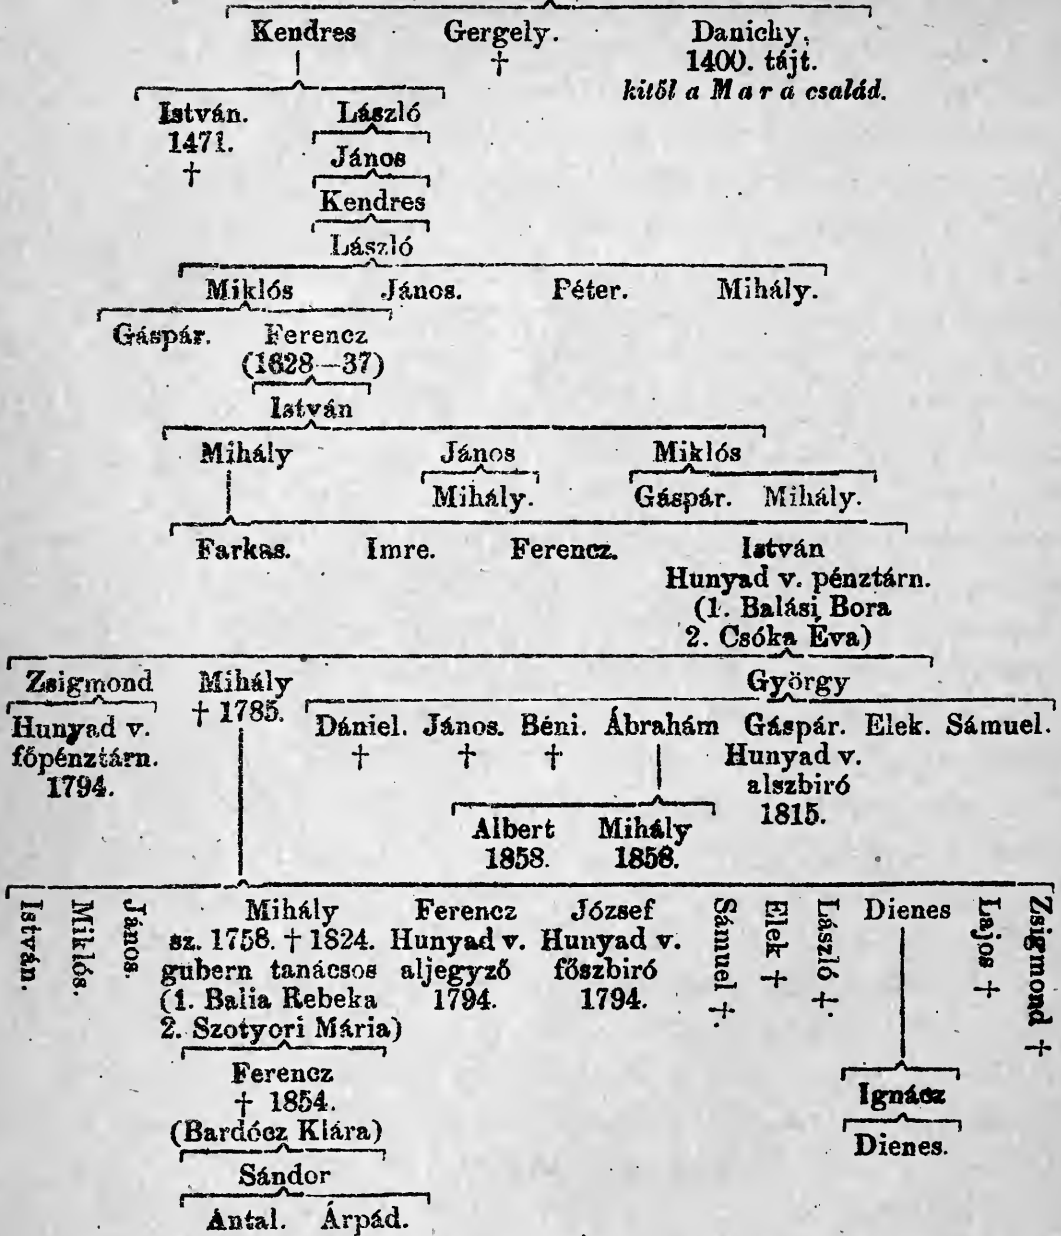 Kendres Gergely. Danichy,
† 1400. tájt.
kitől a Mara család.
István. László
1471.
† János
Kendres
László
Miklós János. Péter. Mihály.
Gáspár. Ferencz
(1628—37)
István
Mihály János Miklós
Mihály. Gáspár. Mihály.
Farkas. Imre. Ferencz. István
Hunyad v. pénztárn.
(1. Balási Bora
2. Csóka Éva)
Zsigmond Mihály György
Hunyad v. † 1785.
főpénztárn.
1794.
Dániel. János. Béni. Ábrahám Gáspár. Elek. Sámuel.
† † † Hunyad v.
alszbiró
1815.
Albert Mihály
1858. 1858.
István. Miklós. János. Mihály Ferencz József Sámuel †. Elek † László †. Dienes Lajos † Zsigmond †
sz. 1758. † 1824. Hunyad v. Hunyad v.
gubern tanácsos aljegyző főszbiró
(1. Balia Rebeka 1794. 1794.
2. Szotyori Mária)
Ferencz Ignácz
† 1854.
(Bardócz Klára) Dienes.
Sándor
Antal. Árpád.